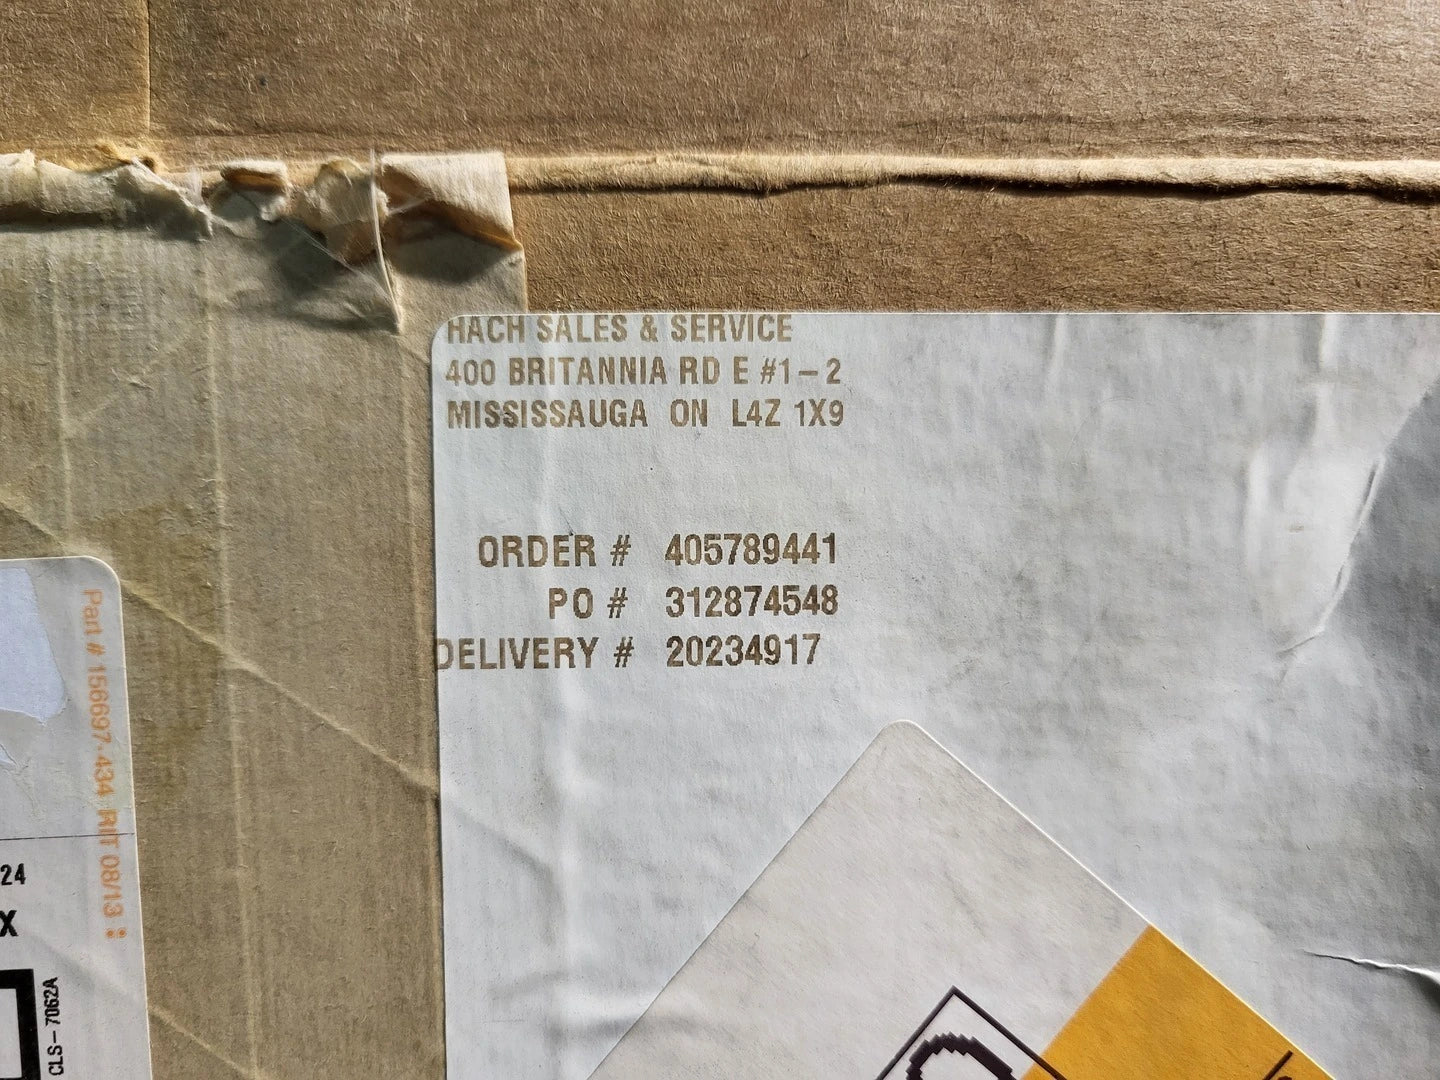 HACH SALES & SERVICE
400 BRITANNIA RD E #1-2
MISSISSAUGA ON L4Z 1X9
ORDER # 405789441
PO # 312874548
DELIVERY # 20234917
Part # 156697-434 RIT 08/13
24
X
CLS-7062A